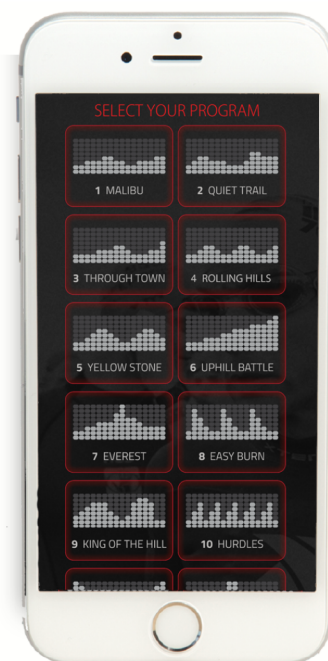 SELECT YOUR PROGRAM
1 MALIBU
2 QUIET TRAIL
3 THROUGH TOWN
4 ROLLING HILLS
5 YELLOW STONE
6 UPHILL BATTLE
7 EVEREST
8 EASY BURN
9 KING OF THE HILL
10 HURDLES